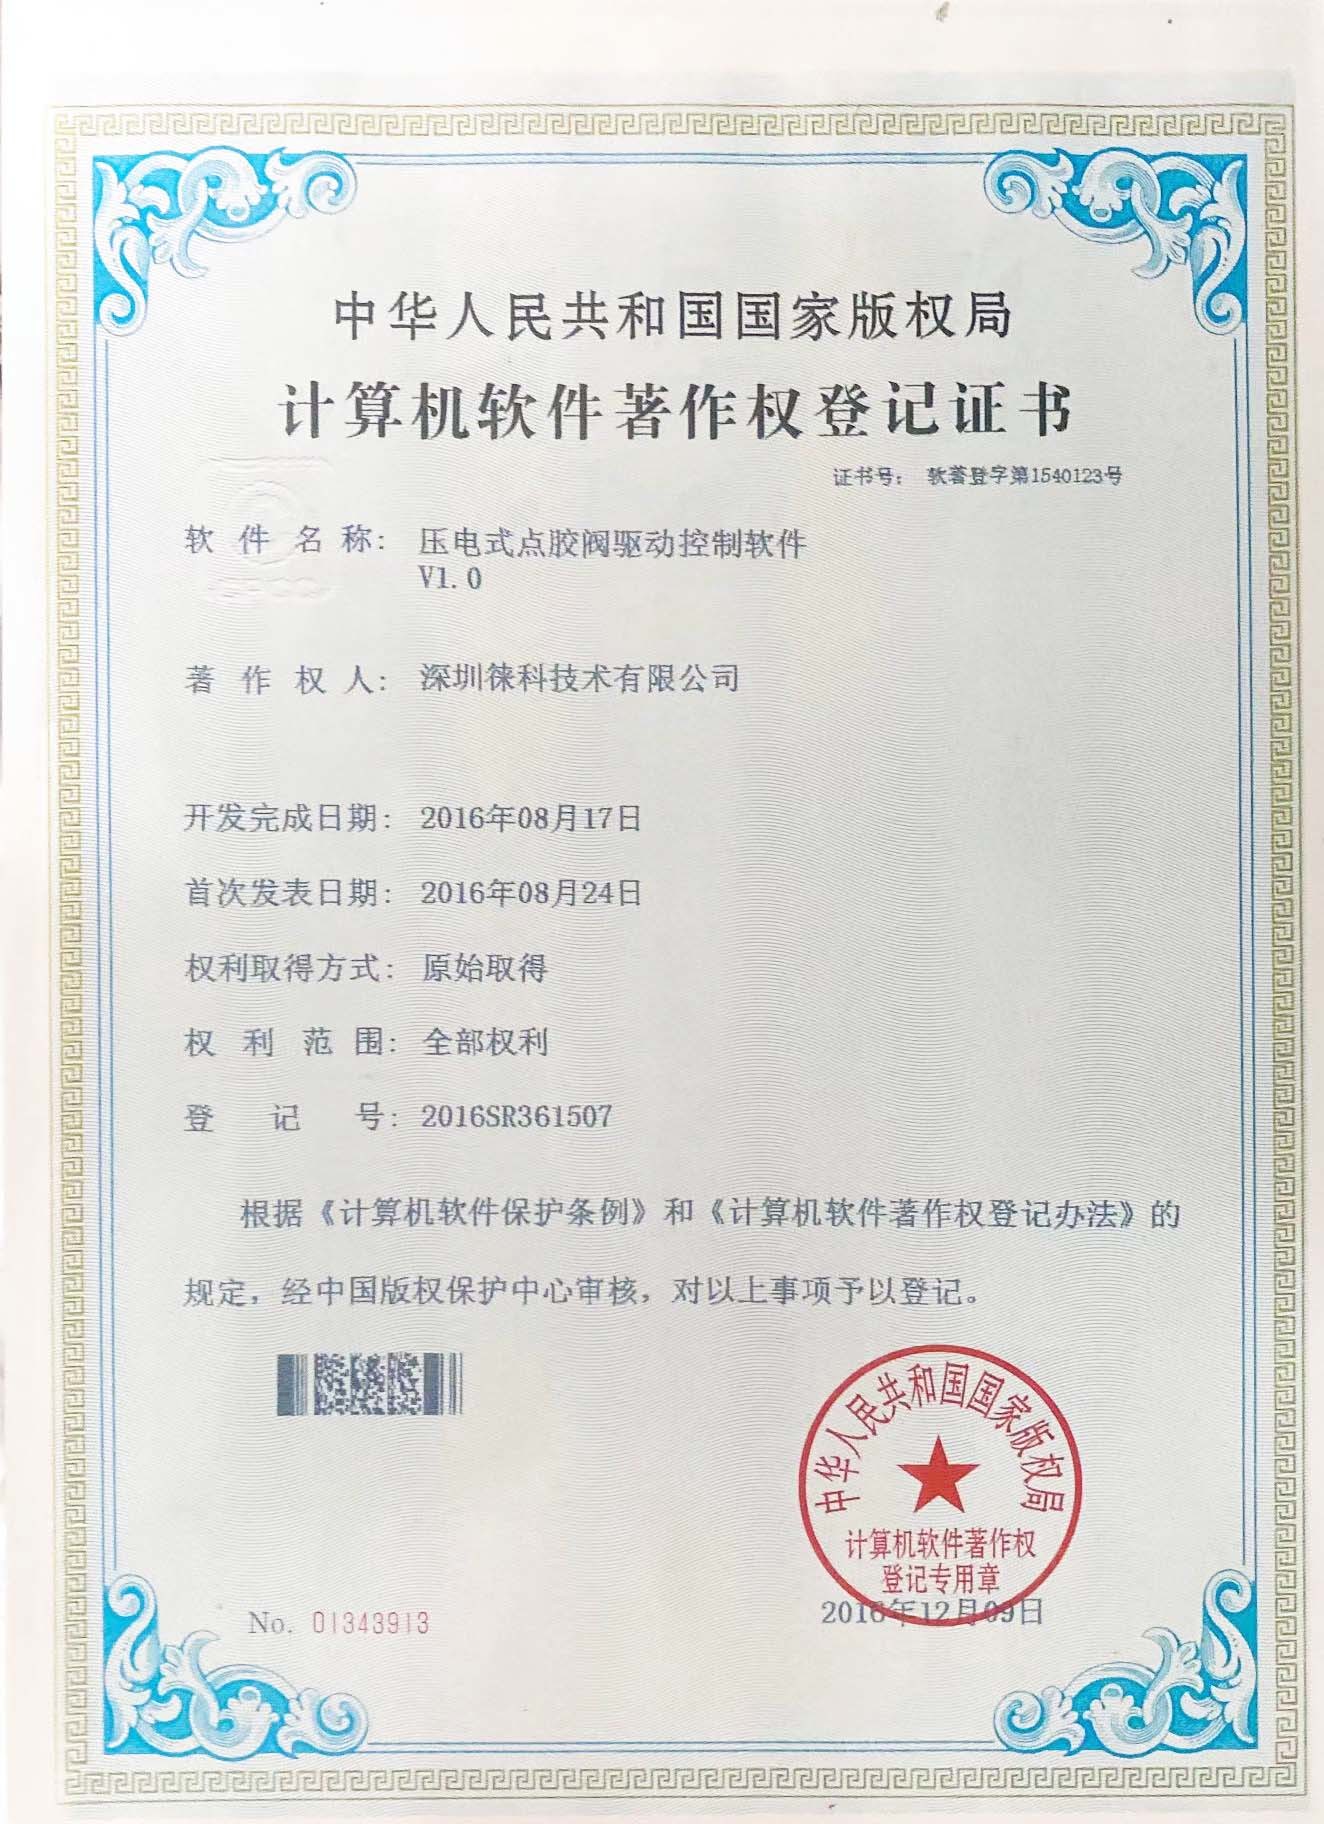 中华人民共和国国家版权局
计算机软件著作权登记证书
证书号： 软著登字第1540123号
软件名称： 压电式点胶阀驱动控制软件
V1.0
著作权人： 深圳徕科技术有限公司
开发完成日期： 2016年08月17日
首次发表日期： 2016年08月24日
权利取得方式： 原始取得
权利范围： 全部权利
登记号： 2016SR361507
根据《计算机软件保护条例》和《计算机软件著作权登记办法》的
规定，经中国版权保护中心审核，对以上事项予以登记。
中华人民共和国国家版权局
计算机软件著作权
登记专用章
No. 01343913
2016年12月09日